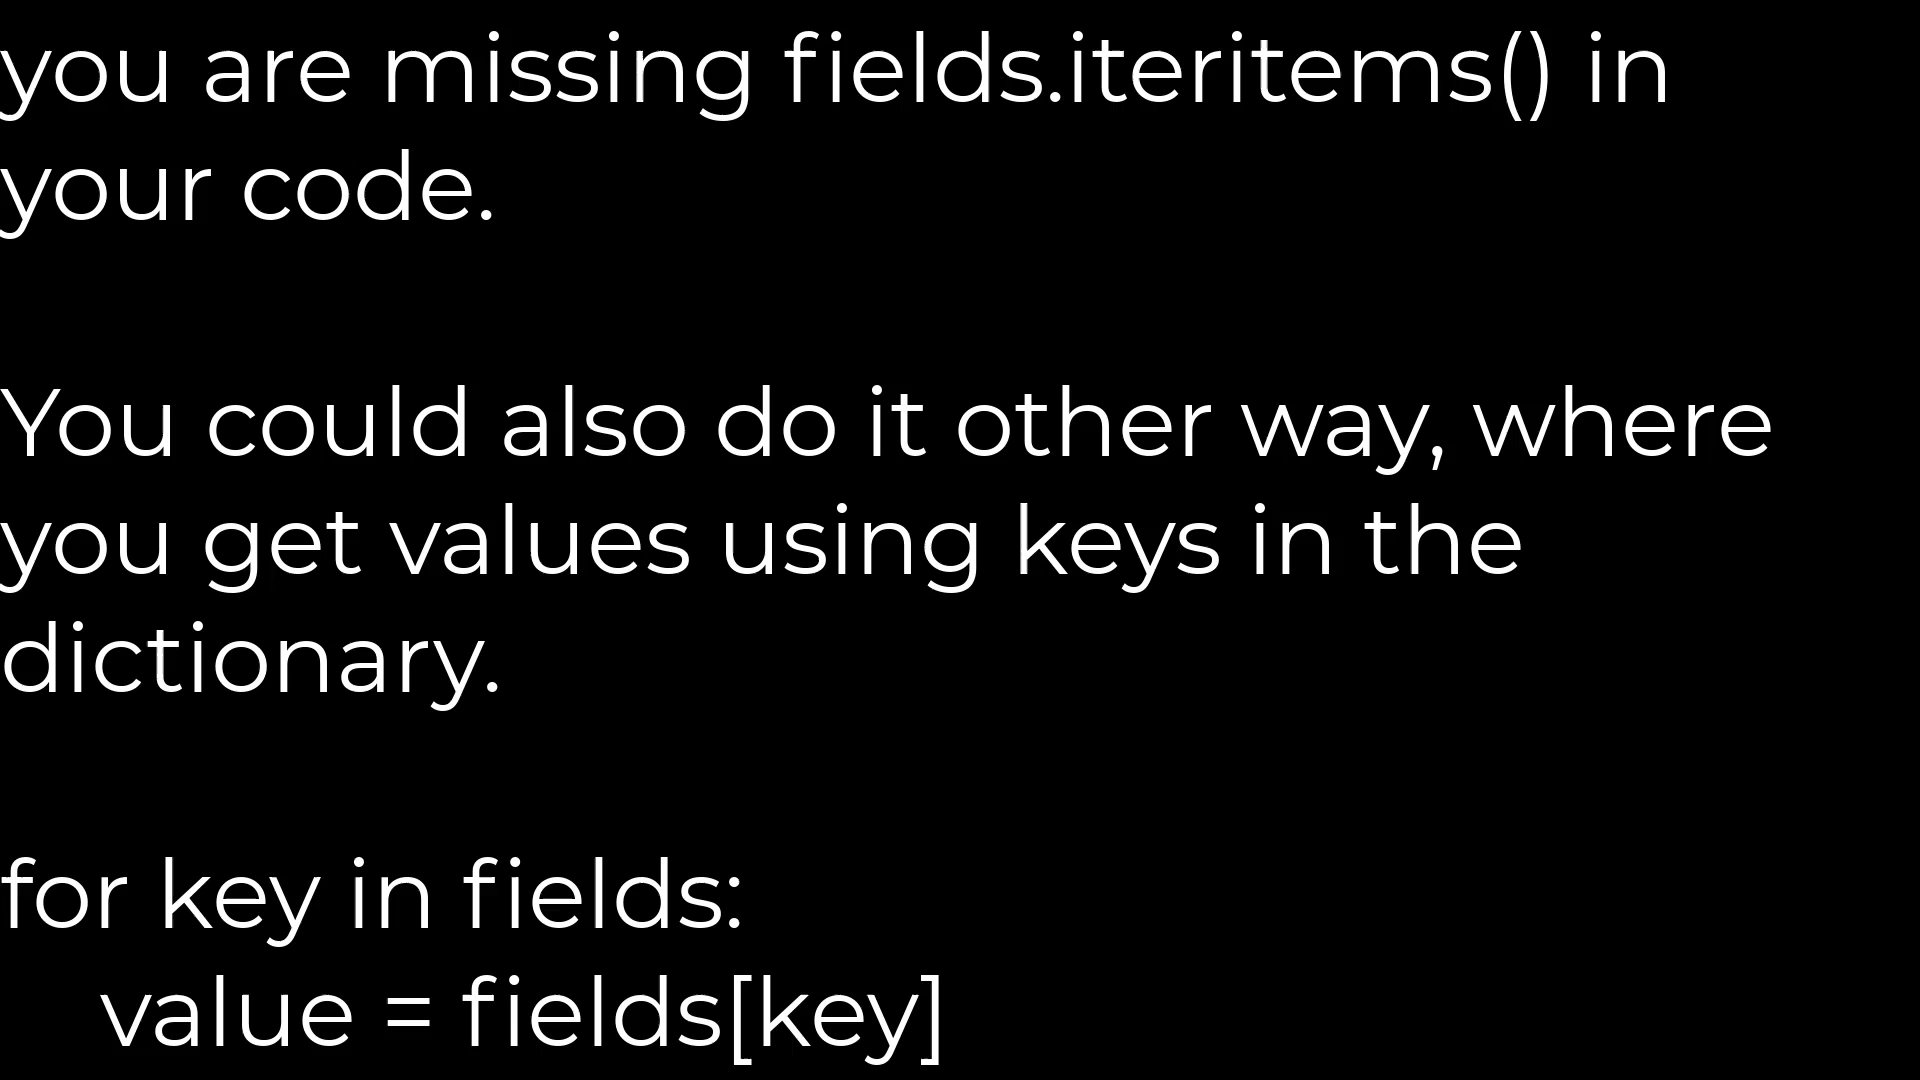 you are missing fields.iteritems() in
your code.
You could also do it other way, where
you get values using keys in the
dictionary.
for key in fields:
    value = fields[key]